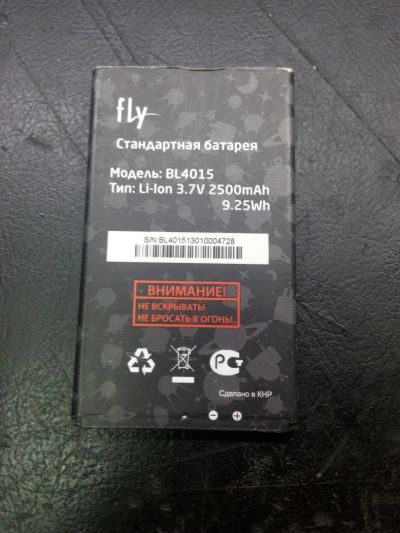 fly
Стандартная батарея
Модель: BL4015
Тип: Li-Ion 3.7V 2500mAh
9.25Wh
S/N:BL401513010004728
ВНИМАНИЕ!
НЕ ВСКРЫВАТЬ!
НЕ БРОСАТЬ В ОГОНЬ!
Сделано в КНР